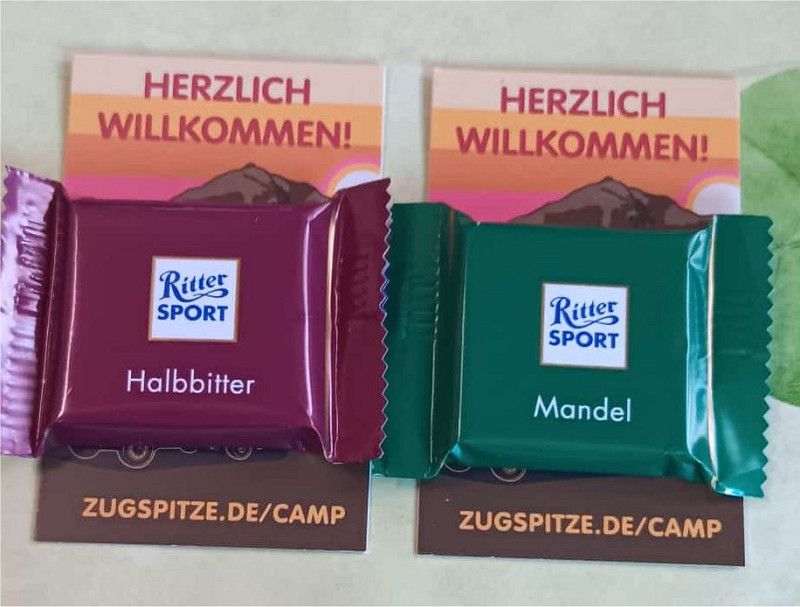 HERZLICH
WILLKOMMEN!
Ritter
SPORT
Halbbitter
ZUGSPITZE.DE/CAMP
HERZLICH
WILLKOMMEN!
Ritter
SPORT
Mandel
ZUGSPITZE.DE/CAMP